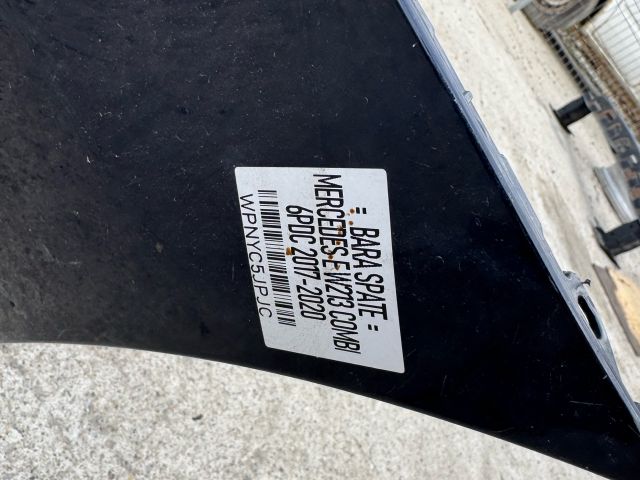 = BARA SPATE =
MERCEDES E W213 COMBI
6PDC 2017-2020
WPNYC5JPJC